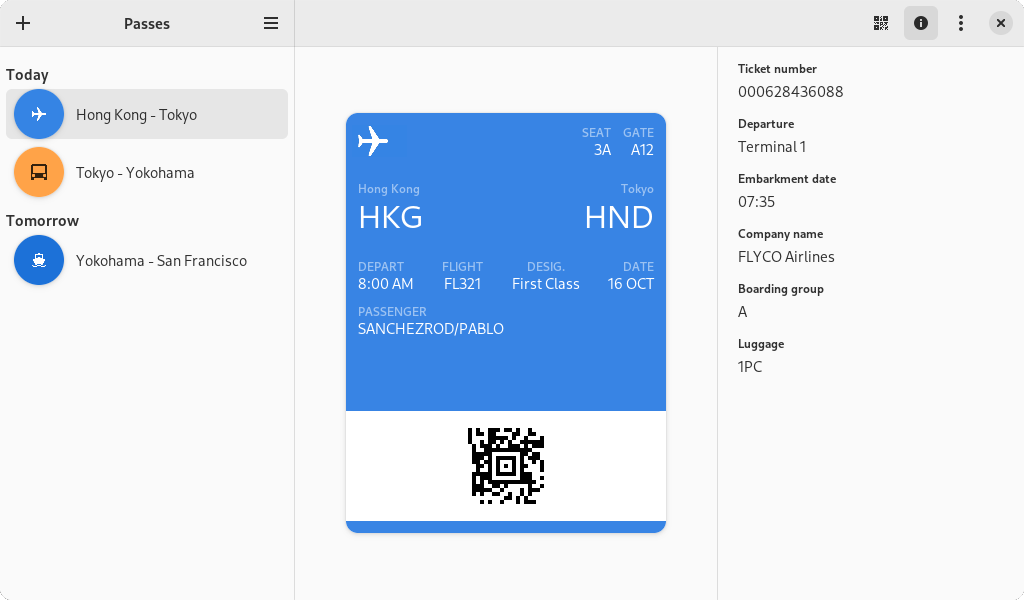 Passes
Today
Hong Kong - Tokyo
Tokyo - Yokohama
Tomorrow
Yokohama - San Francisco
SEAT GATE
3A A12
Hong Kong Tokyo
HKG HND
DEPART FLIGHT DESIG. DATE
8:00 AM FL321 First Class 16 OCT
PASSENGER
SANCHEZROD/PABLO
Ticket number
000628436088
Departure
Terminal 1
Embarkment date
07:35
Company name
FLYCO Airlines
Boarding group
A
Luggage
1PC